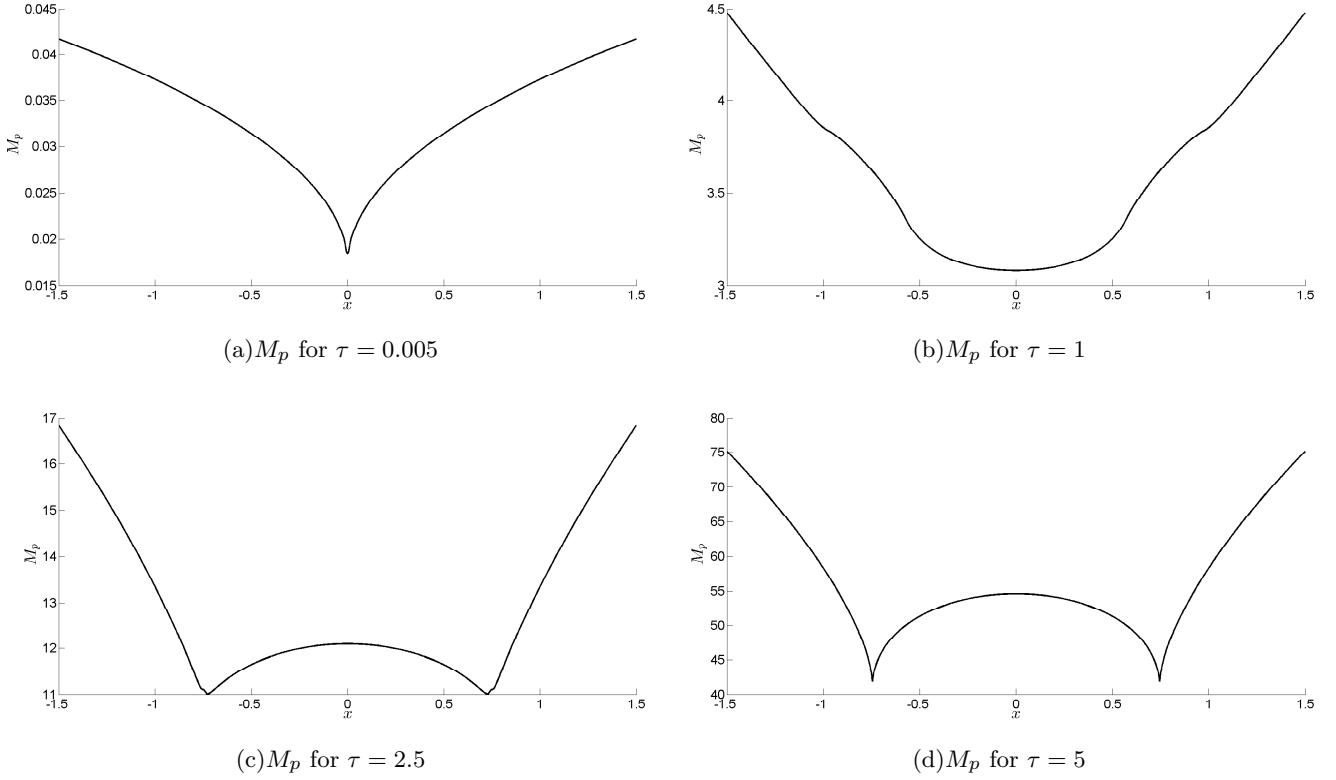 0.045
0.04
0.035
0.03
0.025
0.02
0.015
M_p
-1.5 -1 -0.5 0 0.5 1 1.5
x
(a)M_p for τ = 0.005
4.5
4
3.5
3
M_p
-1.5 -1 -0.5 0 0.5 1 1.5
x
(b)M_p for τ = 1
17
16
15
14
13
12
11
M_p
-1.5 -1 -0.5 0 0.5 1 1.5
x
(c)M_p for τ = 2.5
80
75
70
65
60
55
50
45
40
M_p
-1.5 -1 -0.5 0 0.5 1 1.5
x
(d)M_p for τ = 5